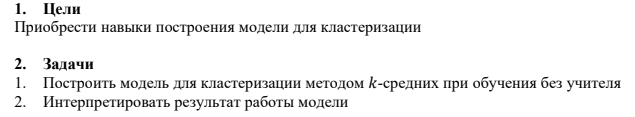 1. Цели
Приобрести навыки построения модели для кластеризации
2. Задачи
1. Построить модель для кластеризации методом k-средних при обучения без учителя
2. Интерпретировать результат работы модели